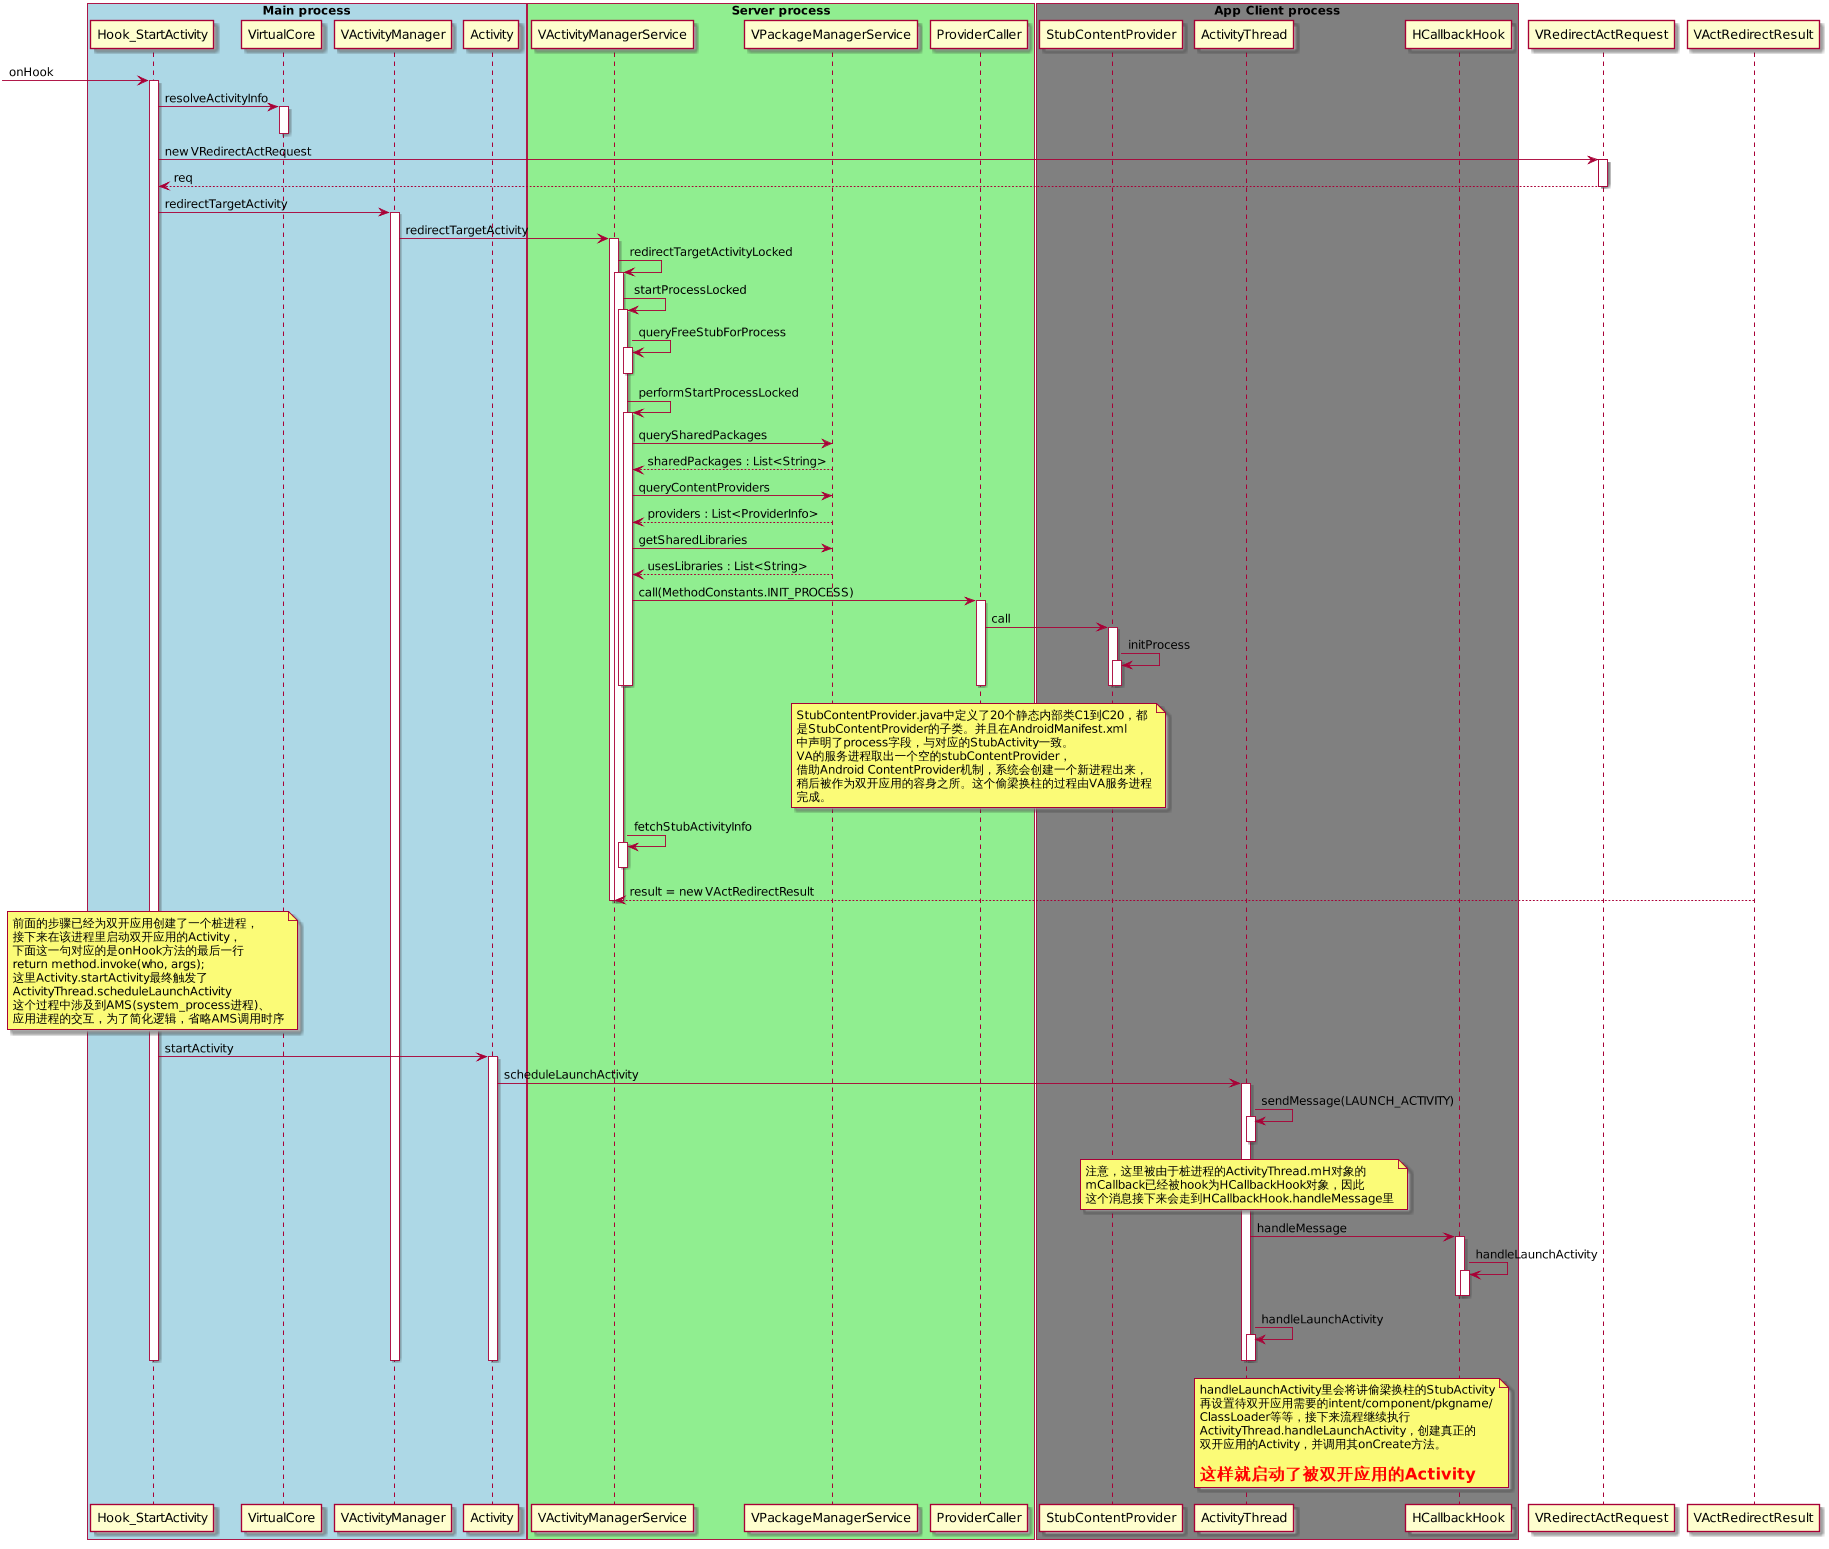 Main process
Server process
App Client process
Hook_StartActivity
VirtualCore
VActivityManager
Activity
VActivityManagerService
VPackageManagerService
ProviderCaller
StubContentProvider
ActivityThread
HCallbackHook
VRedirectActRequest
VActRedirectResult
onHook
resolveActivityInfo
new VRedirectActRequest
req
redirectTargetActivity
redirectTargetActivity
redirectTargetActivityLocked
startProcessLocked
queryFreeStubForProcess
performStartProcessLocked
querySharedPackages
sharedPackages : List<String>
queryContentProviders
providers : List<ProviderInfo>
getSharedLibraries
usesLibraries : List<String>
call(MethodConstants.INIT_PROCESS)
call
initProcess
StubContentProvider.java中定义了20个静态内部类C1到C20，都
是StubContentProvider的子类。并且在AndroidManifest.xml
中声明了process字段，与对应的StubActivity一致。
VA的服务进程取出一个空的stubContentProvider，
借助Android ContentProvider机制，系统会创建一个新进程出来，
稍后被作为双开应用的容身之所。这个偷梁换柱的过程由VA服务进程
完成。
fetchStubActivityInfo
result = new VActRedirectResult
前面的步骤已经为双开应用创建了一个桩进程，
接下来在该进程里启动双开应用的Activity，
下面这一句对应的是onHook方法的最后一行
return method.invoke(who, args);
这里Activity.startActivity最终触发了
ActivityThread.scheduleLaunchActivity
这个过程中涉及到AMS(system_process进程)、
应用进程的交互，为了简化逻辑，省略AMS调用时序
startActivity
scheduleLaunchActivity
sendMessage(LAUNCH_ACTIVITY)
注意，这里被由于桩进程的ActivityThread.mH对象的
mCallback已经被hook为HCallbackHook对象，因此
这个消息接下来会走到HCallbackHook.handleMessage里
handleMessage
handleLaunchActivity
handleLaunchActivity
handleLaunchActivity里会将讲偷梁换柱的StubActivity
再设置待双开应用需要的intent/component/pkgname/
ClassLoader等等，接下来流程继续执行
ActivityThread.handleLaunchActivity，创建真正的
双开应用的Activity，并调用其onCreate方法。
这样就启动了被双开应用的Activity
Hook_StartActivity
VirtualCore
VActivityManager
Activity
VActivityManagerService
VPackageManagerService
ProviderCaller
StubContentProvider
ActivityThread
HCallbackHook
VRedirectActRequest
VActRedirectResult